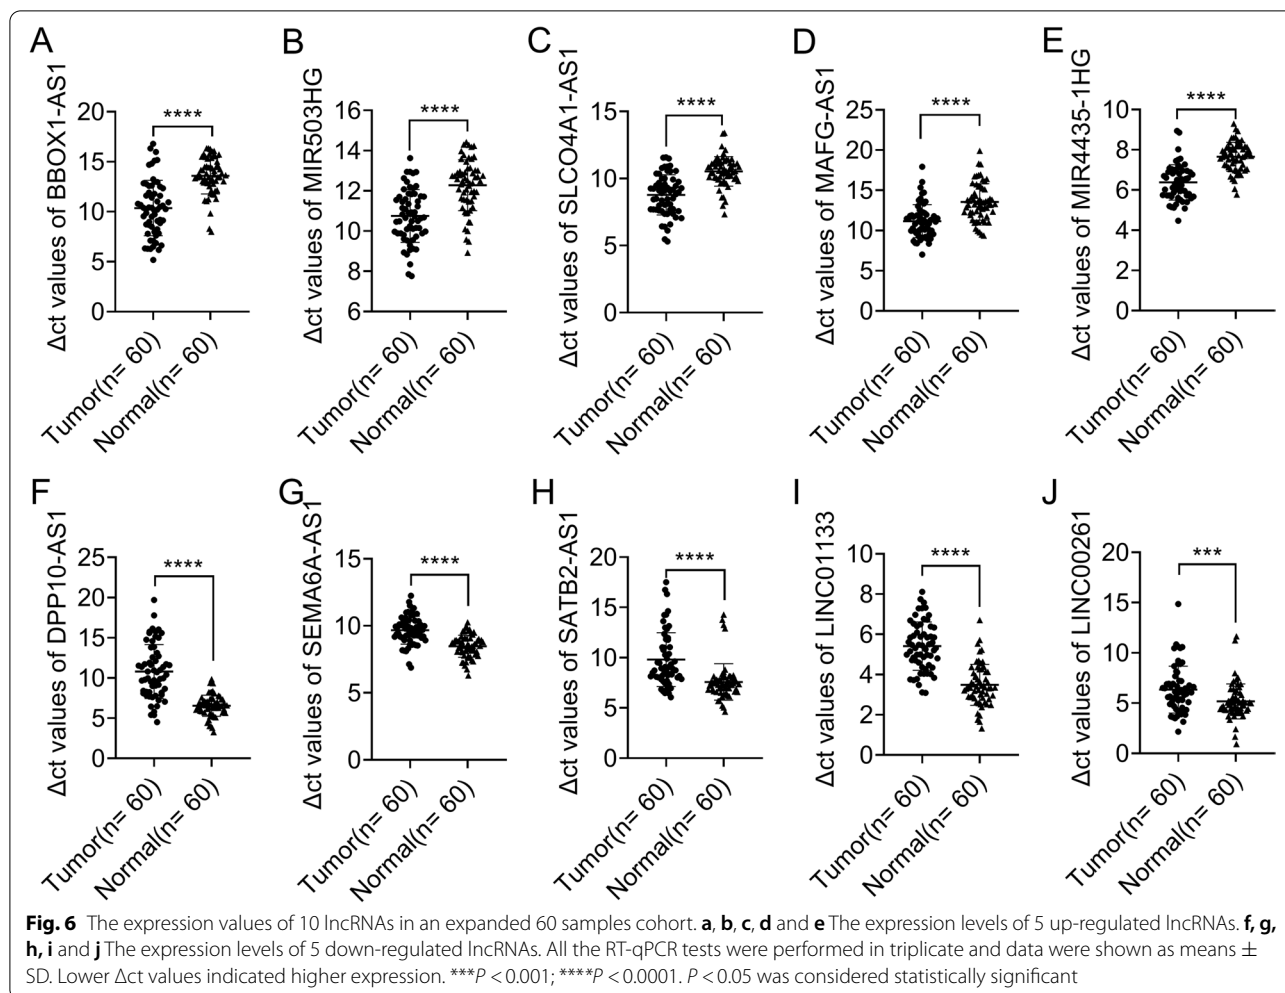 A
B
C
D
E
Δct values of BBOX1-AS1
20
15
10
5
0
****
Tumor(n= 60)
Normal(n= 60)
Δct values of MIR503HG
16
14
12
10
8
6
****
Tumor(n= 60)
Normal(n= 60)
Δct values of SLCO4A1-AS1
15
10
5
0
****
Tumor(n= 60)
Normal(n= 60)
Δct values of MAFG-AS1
25
20
15
10
5
0
****
Tumor(n= 60)
Normal(n= 60)
Δct values of MIR4435-1HG
10
8
6
4
2
0
****
Tumor(n= 60)
Normal(n= 60)
F
G
H
I
J
Δct values of DPP10-AS1
25
20
15
10
5
0
****
Tumor(n= 60)
Normal(n= 60)
Δct values of SEMA6A-AS1
15
10
5
0
****
Tumor(n= 60)
Normal(n= 60)
Δct values of SATB2-AS1
20
15
10
5
0
****
Tumor(n= 60)
Normal(n= 60)
Δct values of LINC01133
10
8
6
4
2
0
****
Tumor(n= 60)
Normal(n= 60)
Δct values of LINC00261
20
15
10
5
0
***
Tumor(n= 60)
Normal(n= 60)
Fig. 6 The expression values of 10 lncRNAs in an expanded 60 samples cohort. a, b, c, d and e The expression levels of 5 up-regulated lncRNAs. f, g,
h, i and j The expression levels of 5 down-regulated lncRNAs. All the RT-qPCR tests were performed in triplicate and data were shown as means ±
SD. Lower Δct values indicated higher expression. ***P < 0.001; ****P < 0.0001. P < 0.05 was considered statistically significant